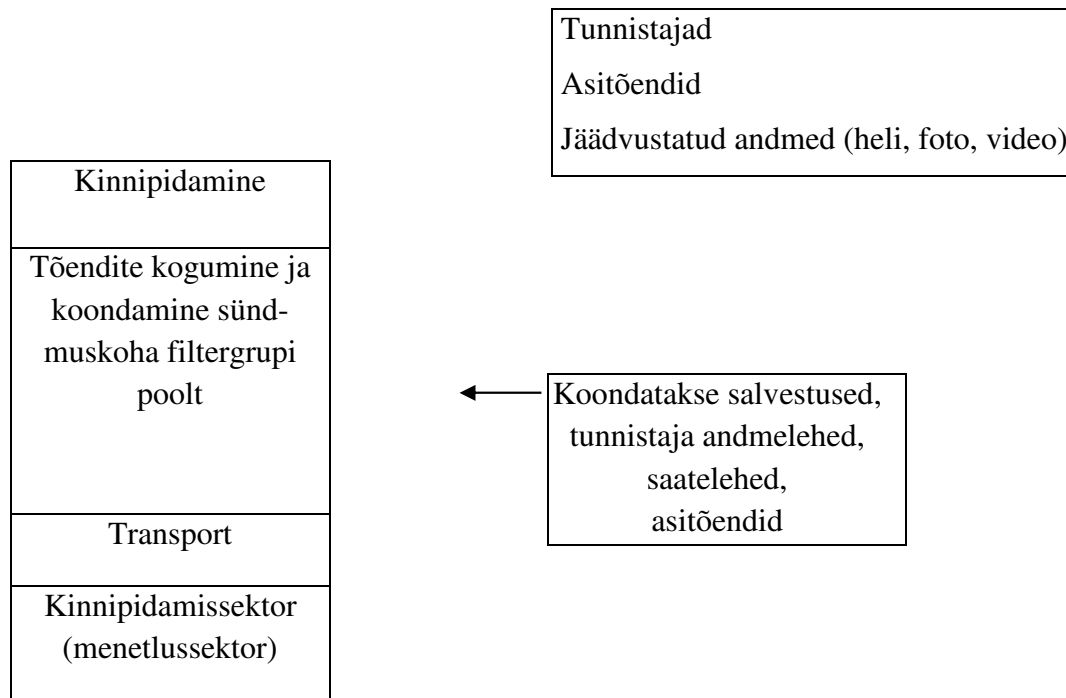 Tunnistajad
Asitõendid
Jäädvustatud andmed (heli, foto, video)
Kinnipidamine
Tõendite kogumine ja
koondamine sünd-
muskoha filtergrupi
poolt
Koondatakse salvestused,
tunnistaja andmelehed,
saatelehed,
asitõendid
Transport
Kinnipidamissektor
(menetlussektor)